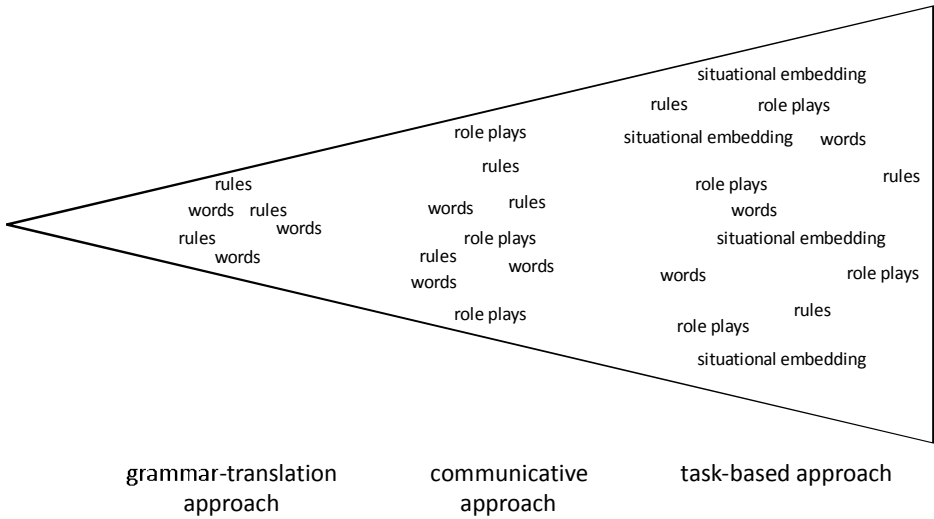 situational embedding
rules role plays
situational embedding words
role plays rules
words
situational embedding
words role plays
rules
role plays
situational embedding
role plays
rules
words rules
role plays
rules words
words
role plays
rules
words rules
words
rules
words
grammar-translation
approach
communicative
approach
task-based approach